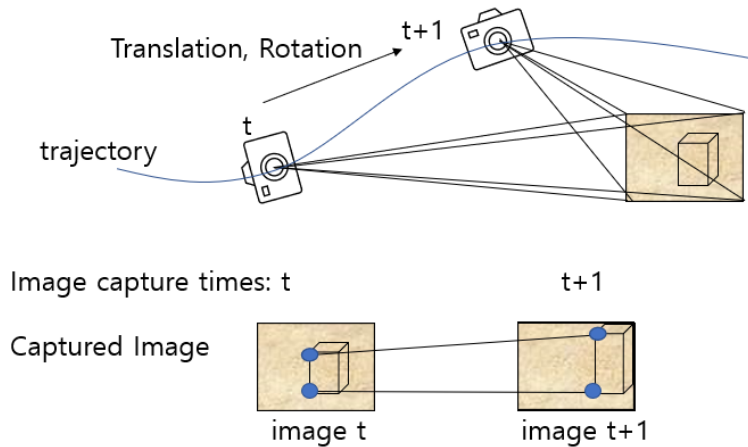 t+1
Translation, Rotation
t
trajectory
Image capture times: t
t+1
Captured Image
image t
image t+1